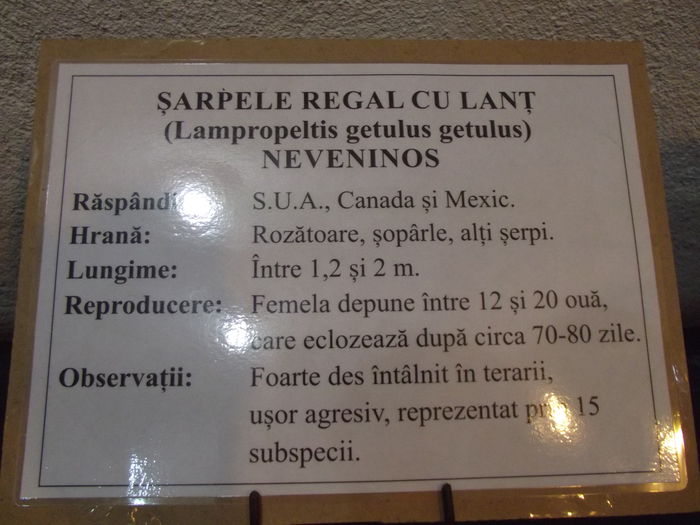 ȘARPELE REGAL CU LANȚ
(Lampropeltis getulus getulus)
NEVENINOS
S.U.A., Canada și Mexic.
Hrană: Rozătoare, șopârle, alți șerpi.
Lungime: Între 1,2 și 2 m.
Reproducere: Femela depune între 12 și 20 ouă,
care eclozează după circa 70-80 zile.
Observații: Foarte des întâlnit în terarii,
ușor agresiv, reprezentat 15
subspecii.